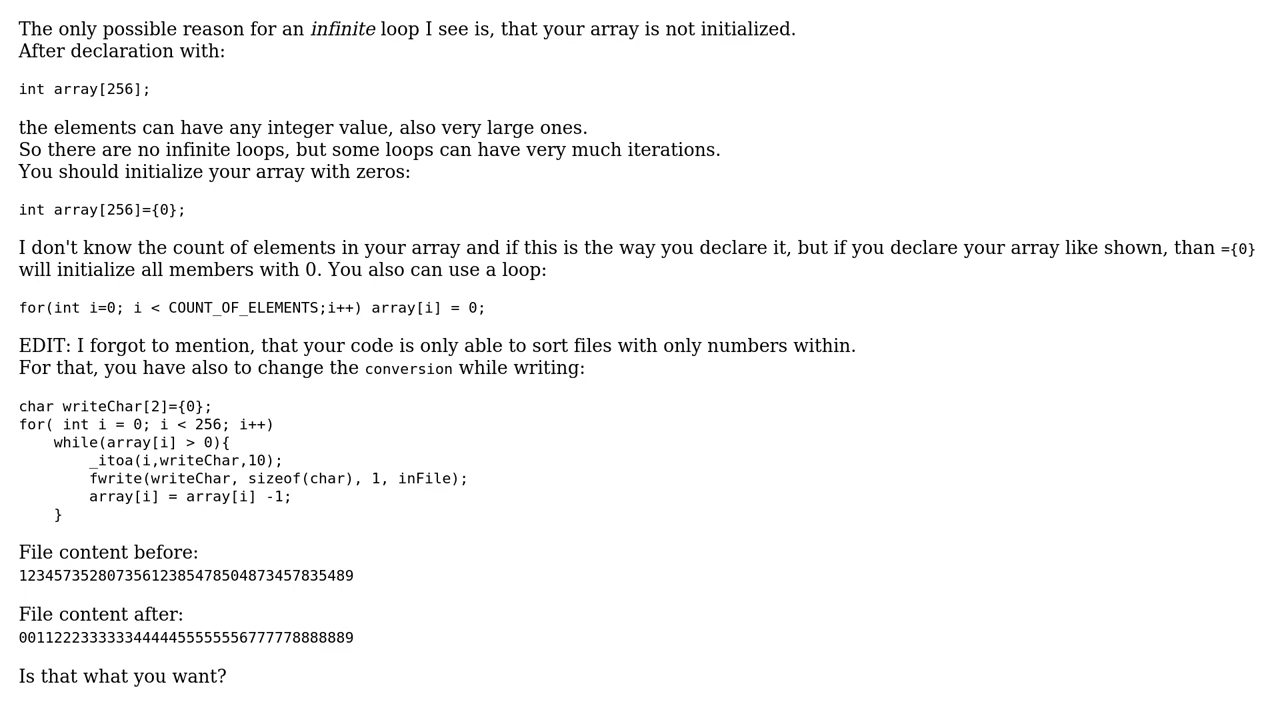 The only possible reason for an infinite loop I see is, that your array is not initialized.
After declaration with:
int array[256];
the elements can have any integer value, also very large ones.
So there are no infinite loops, but some loops can have very much iterations.
You should initialize your array with zeros:
int array[256]={0};
I don't know the count of elements in your array and if this is the way you declare it, but if you declare your array like shown, than ={0}
will initialize all members with 0. You also can use a loop:
for(int i=0; i < COUNT_OF_ELEMENTS;i++) array[i] = 0;
EDIT: I forgot to mention, that your code is only able to sort files with only numbers within.
For that, you have also to change the conversion while writing:
char writeChar[2]={0};
for( int i = 0; i < 256; i++)
    while(array[i] > 0){
        _itoa(i,writeChar,10);
        fwrite(writeChar, sizeof(char), 1, inFile);
        array[i] = array[i] -1;
    }
File content before:
12345735280735612385478504873457835489
File content after:
001122233333334444455555556777778888889
Is that what you want?